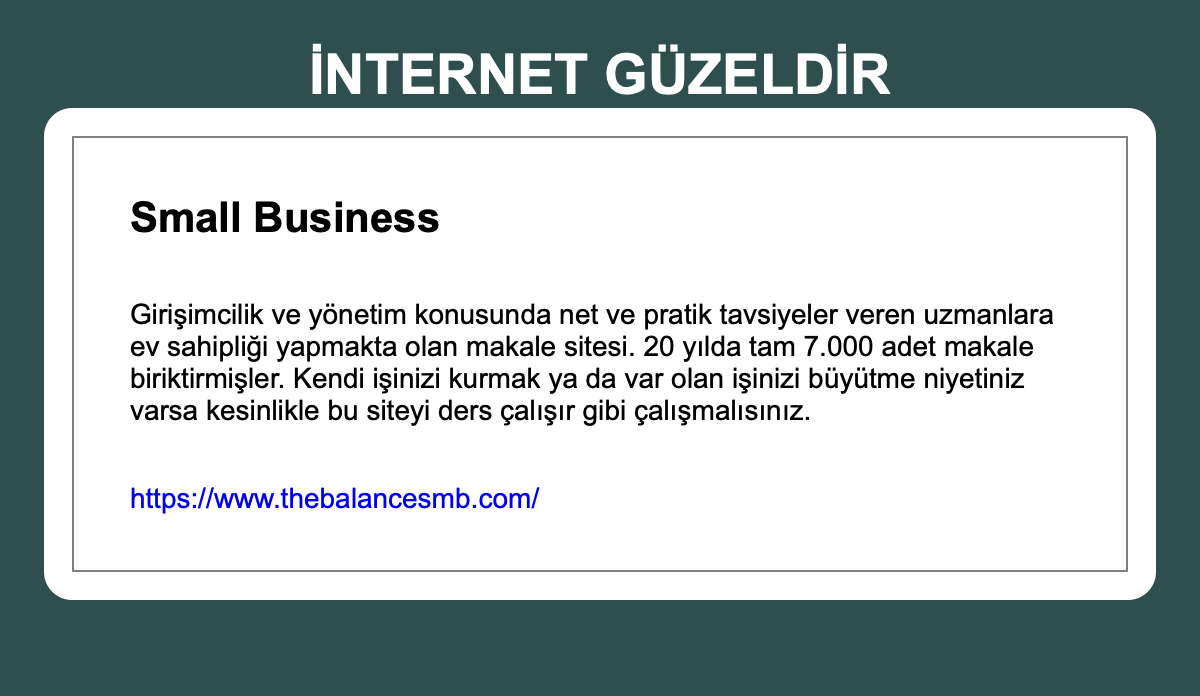 İNTERNET GÜZELDİR
Small Business
Girişimcilik ve yönetim konusunda net ve pratik tavsiyeler veren uzmanlara
ev sahipliği yapmakta olan makale sitesi. 20 yılda tam 7.000 adet makale
biriktirmişler. Kendi işinizi kurmak ya da var olan işinizi büyütme niyetiniz
varsa kesinlikle bu siteyi ders çalışır gibi çalışmalısınız.
https://www.thebalancesmb.com/